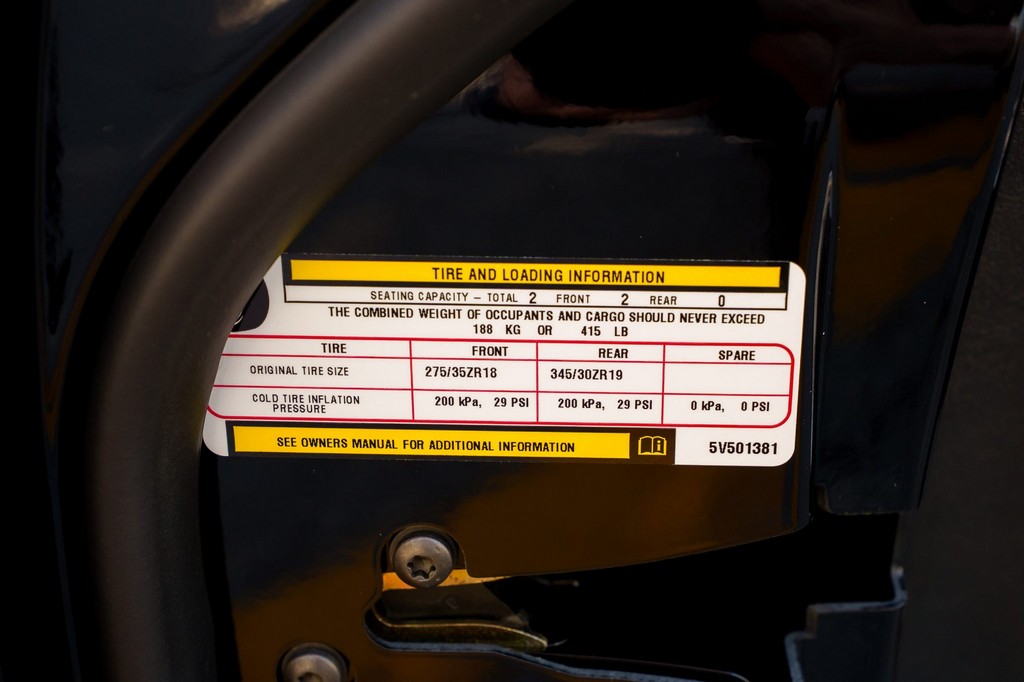 TIRE AND LOADING INFORMATION
SEATING CAPACITY – TOTAL 2 FRONT 2 REAR 0
THE COMBINED WEIGHT OF OCCUPANTS AND CARGO SHOULD NEVER EXCEED
188 KG OR 415 LB
TIRE FRONT REAR SPARE
ORIGINAL TIRE SIZE 275/35ZR18 345/30ZR19
COLD TIRE INFLATION PRESSURE 200 kPa, 29 PSI 200 kPa, 29 PSI 0 kPa, 0 PSI
SEE OWNERS MANUAL FOR ADDITIONAL INFORMATION i 5V501381